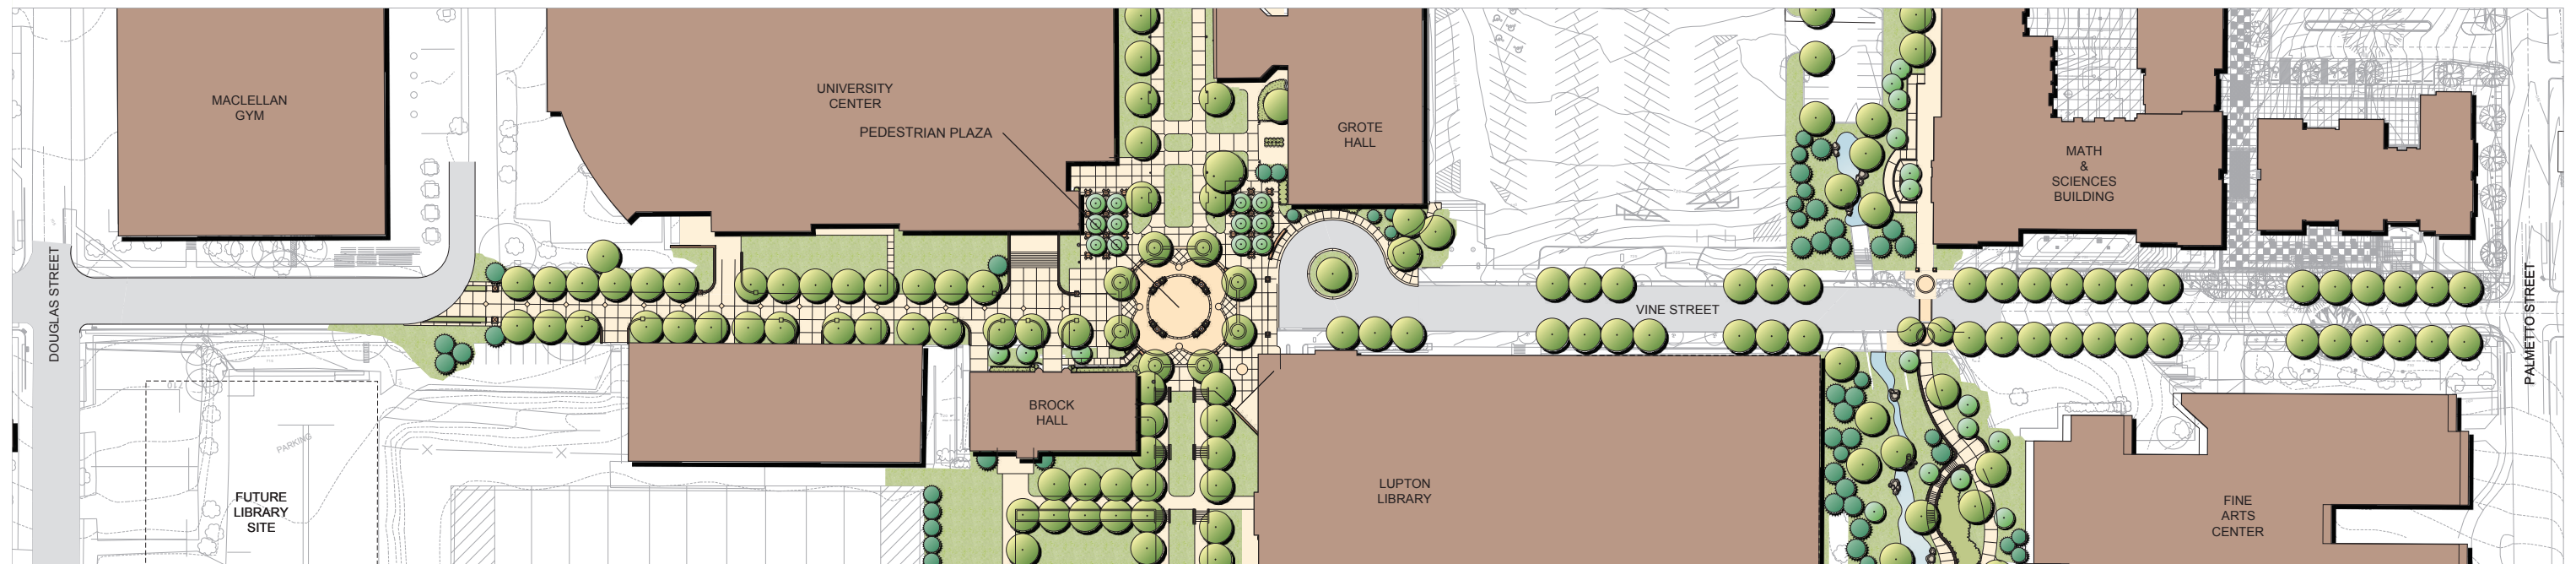 MACLELLAN
GYM
UNIVERSITY
CENTER
PEDESTRIAN PLAZA
GROTE
HALL
MATH
&
SCIENCES
BUILDING
DOUGLAS STREET
VINE STREET
PALMETTO STREET
PARKING
BROCK
HALL
FUTURE
LIBRARY
SITE
LUPTON
LIBRARY
FINE
ARTS
CENTER